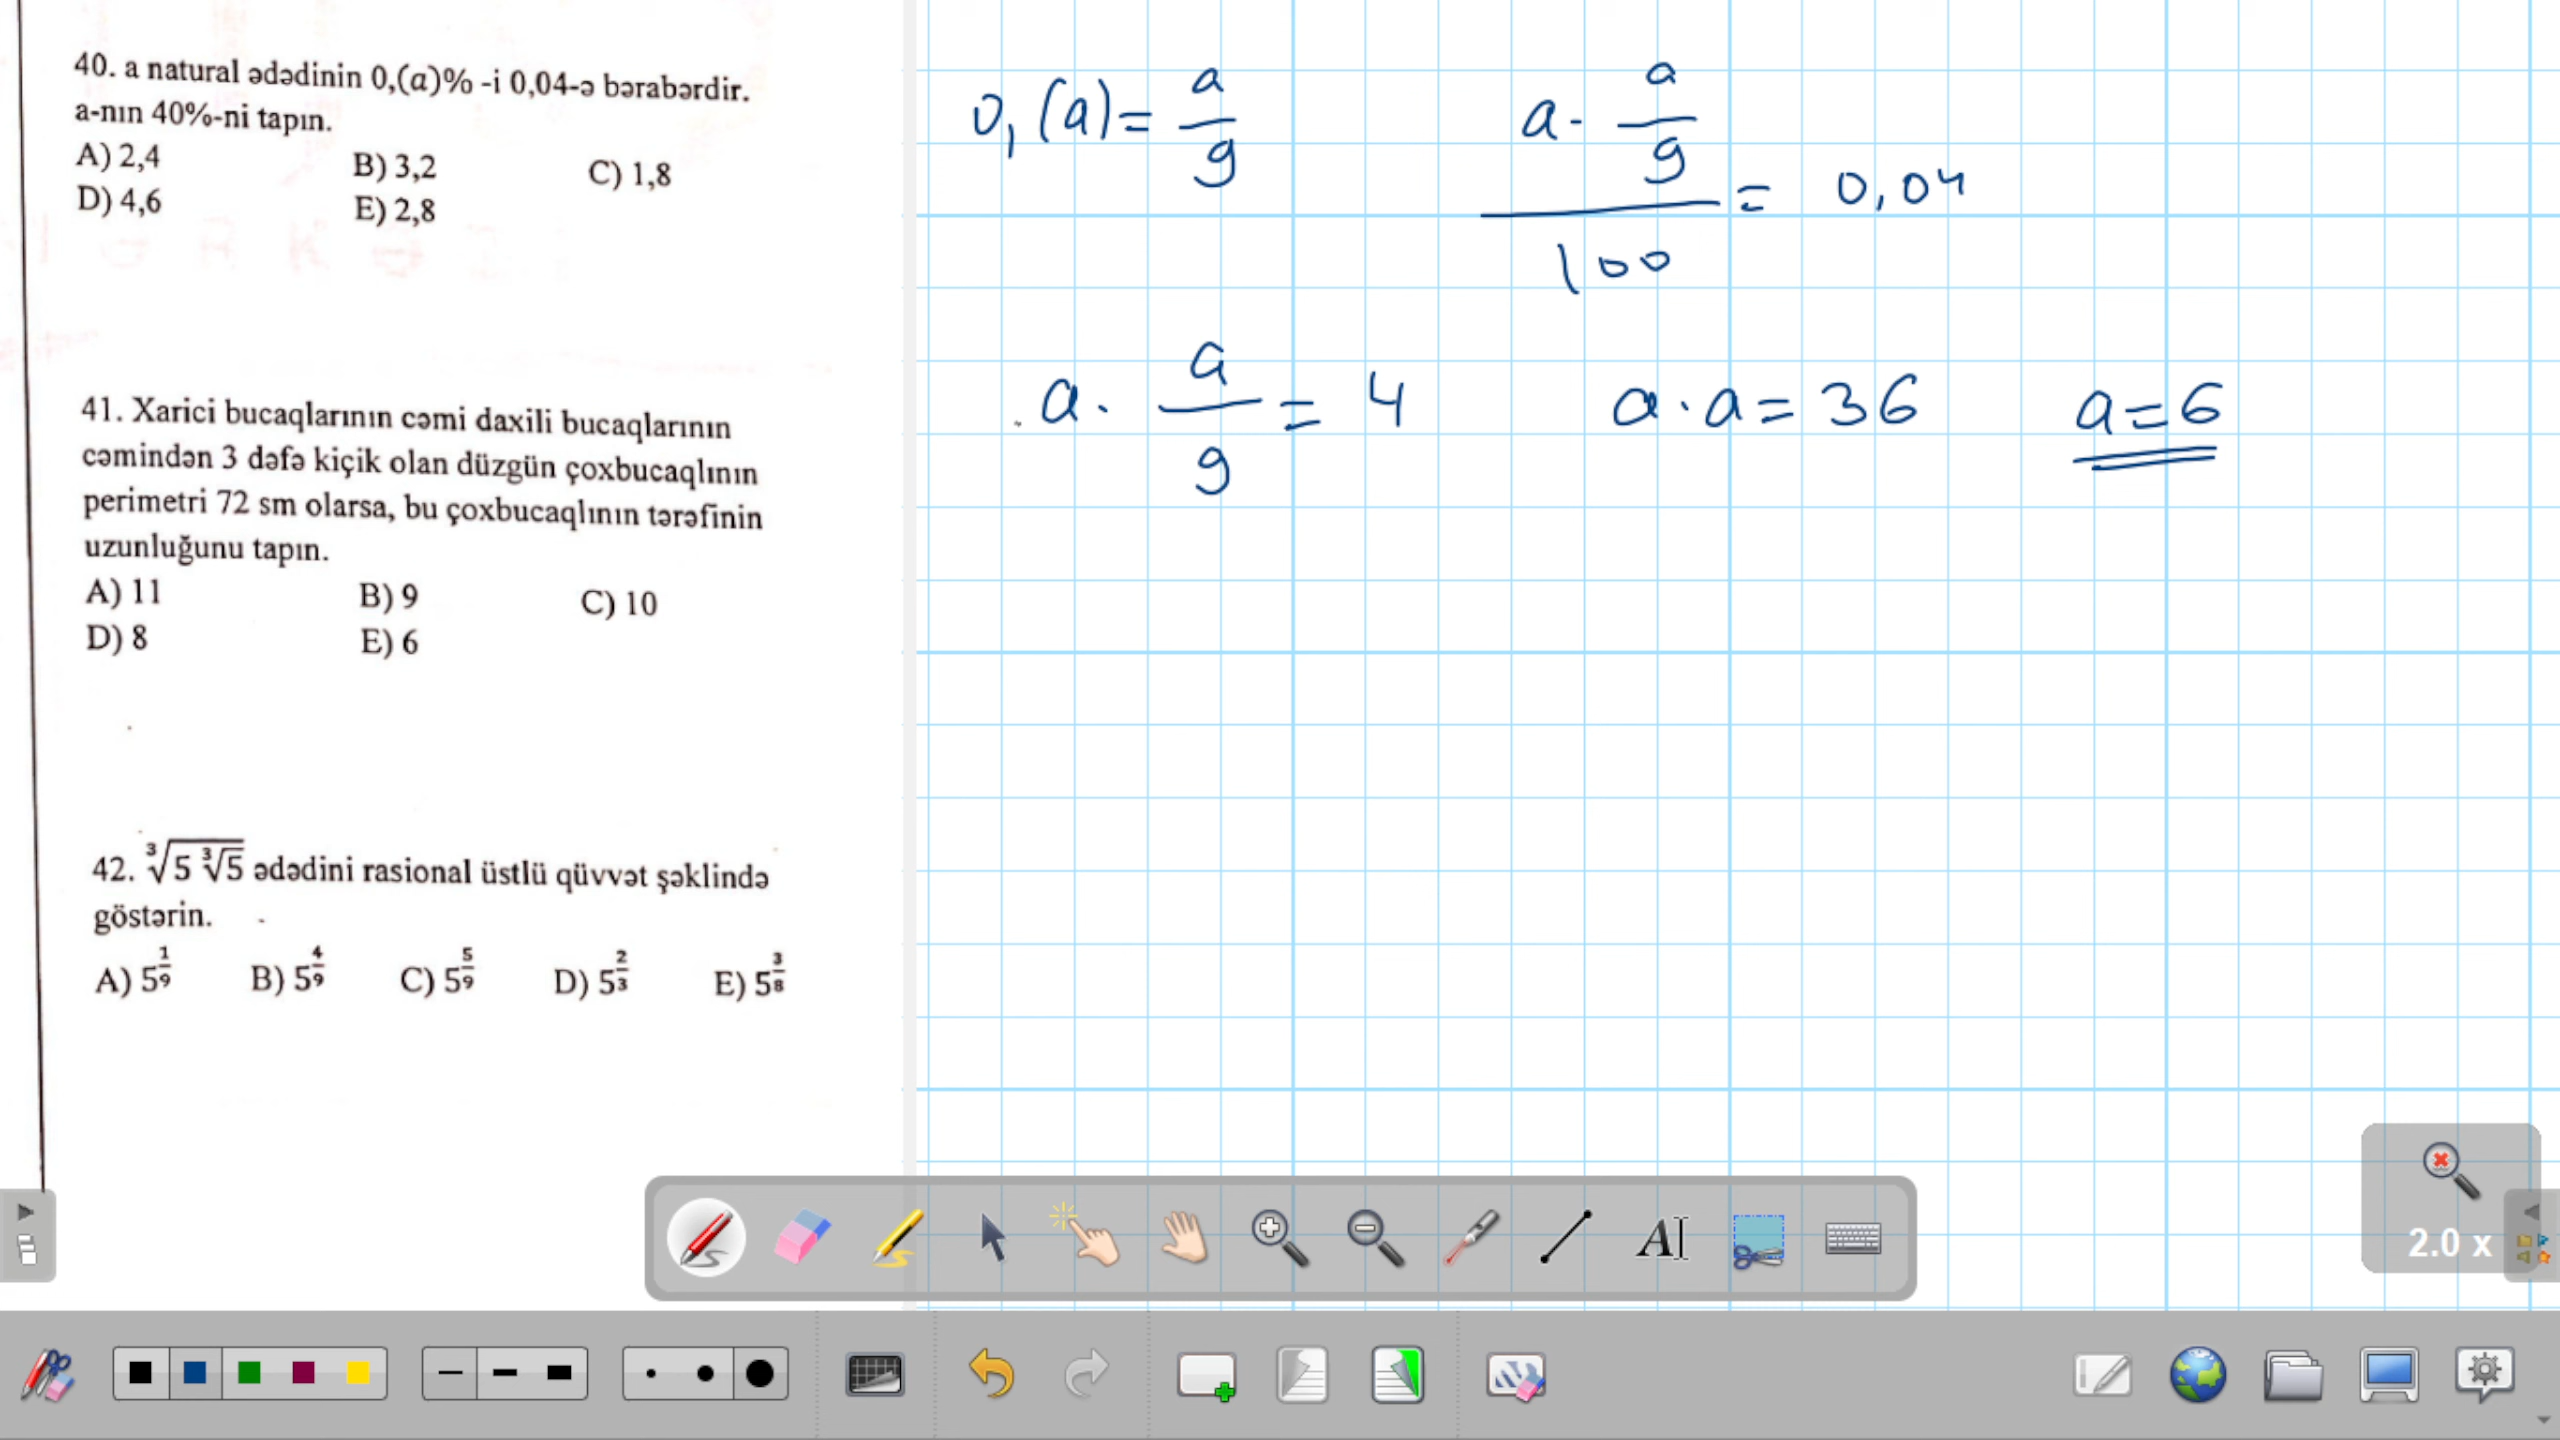 40. a natural ədədinin 0,(a)% -i 0,04-ə bərabərdir.
a-nın 40%-ni tapın.
A) 2,4 B) 3,2 C) 1,8
D) 4,6 E) 2,8
41. Xarici bucaqlarının cəmi daxili bucaqlarının
cəmindən 3 dəfə kiçik olan düzgün çoxbucaqlının
perimetri 72 sm olarsa, bu çoxbucaqlının tərəfinin
uzunluğunu tapın.
A) 11 B) 9 C) 10
D) 8 E) 6
42. ∛(5 ∛5) ədədini rasional üstlü qüvvət şəklində
göstərin.
A) 5^(1/9) B) 5^(4/9) C) 5^(5/9) D) 5^(2/3) E) 5^(3/8)
0,(a) = a/9
(a · a/9)/100 = 0,04
a · a/9 = 4
a · a = 36
a = 6
2.0 x